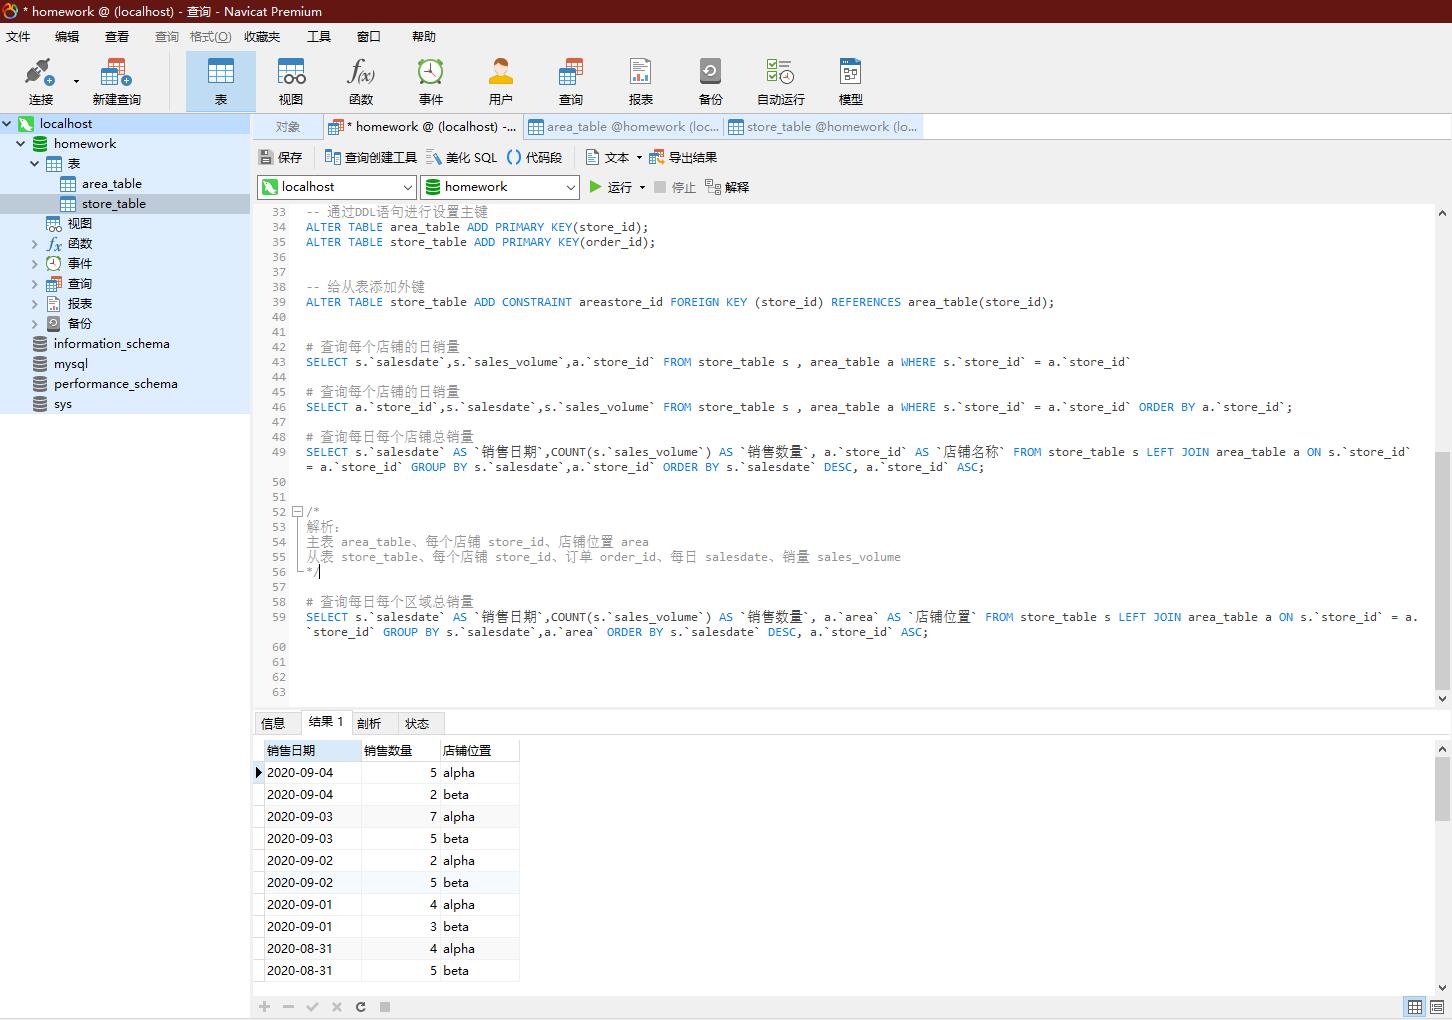 * homework @ (localhost) - 查询 - Navicat Premium
文件 编辑 查看 查询 格式(O) 收藏夹 工具 窗口 帮助
连接 新建查询 表 视图 函数 事件 用户 查询 报表 备份 自动运行 模型
localhost
homework
表
area_table
store_table
视图
函数
事件
查询
报表
备份
information_schema
mysql
performance_schema
sys
对象 * homework @ (localhost) -... area_table @homework (loc... store_table @homework (lo...
保存 查询创建工具 美化 SQL 代码段 文本 导出结果
localhost homework 运行 停止 解释
33 -- 通过DDL语句进行设置主键
34 ALTER TABLE area_table ADD PRIMARY KEY(store_id);
35 ALTER TABLE store_table ADD PRIMARY KEY(order_id);
36
37
38 -- 给从表添加外键
39 ALTER TABLE store_table ADD CONSTRAINT areastore_id FOREIGN KEY (store_id) REFERENCES area_table(store_id);
40
41
42 # 查询每个店铺的日销量
43 SELECT s.`salesdate`,s.`sales_volume`,a.`store_id` FROM store_table s , area_table a WHERE s.`store_id` = a.`store_id`
44
45 # 查询每个店铺的日销量
46 SELECT a.`store_id`,s.`salesdate`,s.`sales_volume` FROM store_table s , area_table a WHERE s.`store_id` = a.`store_id` ORDER BY a.`store_id`;
47
48 # 查询每日每个店铺总销量
49 SELECT s.`salesdate` AS `销售日期`,COUNT(s.`sales_volume`) AS `销售数量`, a.`store_id` AS `店铺名称` FROM store_table s LEFT JOIN area_table a ON s.`store_id`
= a.`store_id` GROUP BY s.`salesdate`,a.`store_id` ORDER BY s.`salesdate` DESC, a.`store_id` ASC;
50
51
52 /*
53 解析:
54 主表 area_table、每个店铺 store_id、店铺位置 area
55 从表 store_table、每个店铺 store_id、订单 order_id、每日 salesdate、销量 sales_volume
56 */
57
58 # 查询每日每个区域总销量
59 SELECT s.`salesdate` AS `销售日期`,COUNT(s.`sales_volume`) AS `销售数量`, a.`area` AS `店铺位置` FROM store_table s LEFT JOIN area_table a ON s.`store_id` = a.
`store_id` GROUP BY s.`salesdate`,a.`area` ORDER BY s.`salesdate` DESC, a.`store_id` ASC;
60
61
62
63
信息 结果 1 剖析 状态
销售日期 销售数量 店铺位置
2020-09-04 5 alpha
2020-09-04 2 beta
2020-09-03 7 alpha
2020-09-03 5 beta
2020-09-02 2 alpha
2020-09-02 5 beta
2020-09-01 4 alpha
2020-09-01 3 beta
2020-08-31 4 alpha
2020-08-31 5 beta